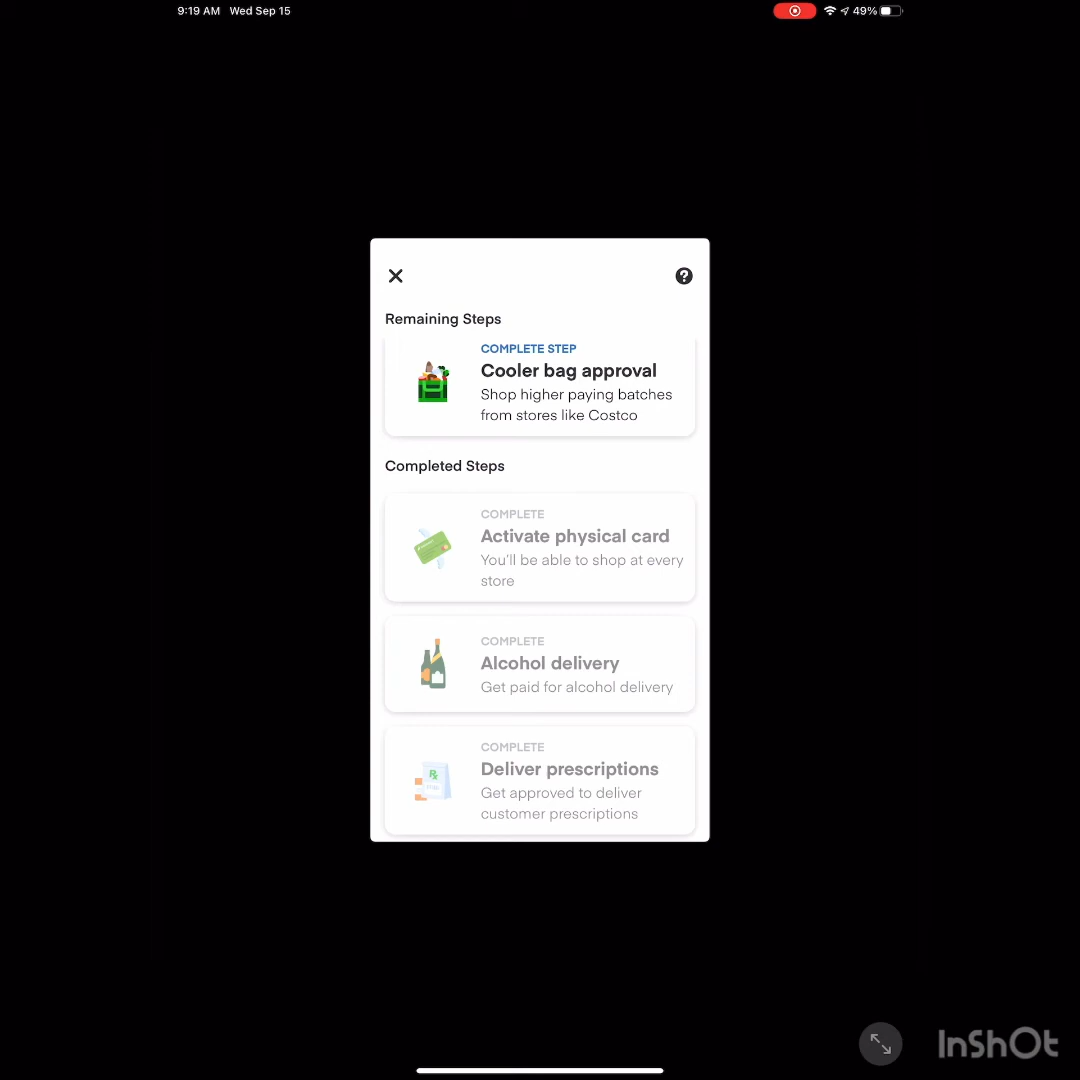 9:19 AM Wed Sep 15
49%
Remaining Steps
COMPLETE STEP
Cooler bag approval
Shop higher paying batches
from stores like Costco
Completed Steps
COMPLETE
Activate physical card
You'll be able to shop at every
store
COMPLETE
Alcohol delivery
Get paid for alcohol delivery
COMPLETE
Deliver prescriptions
Get approved to deliver
customer prescriptions
InShOt